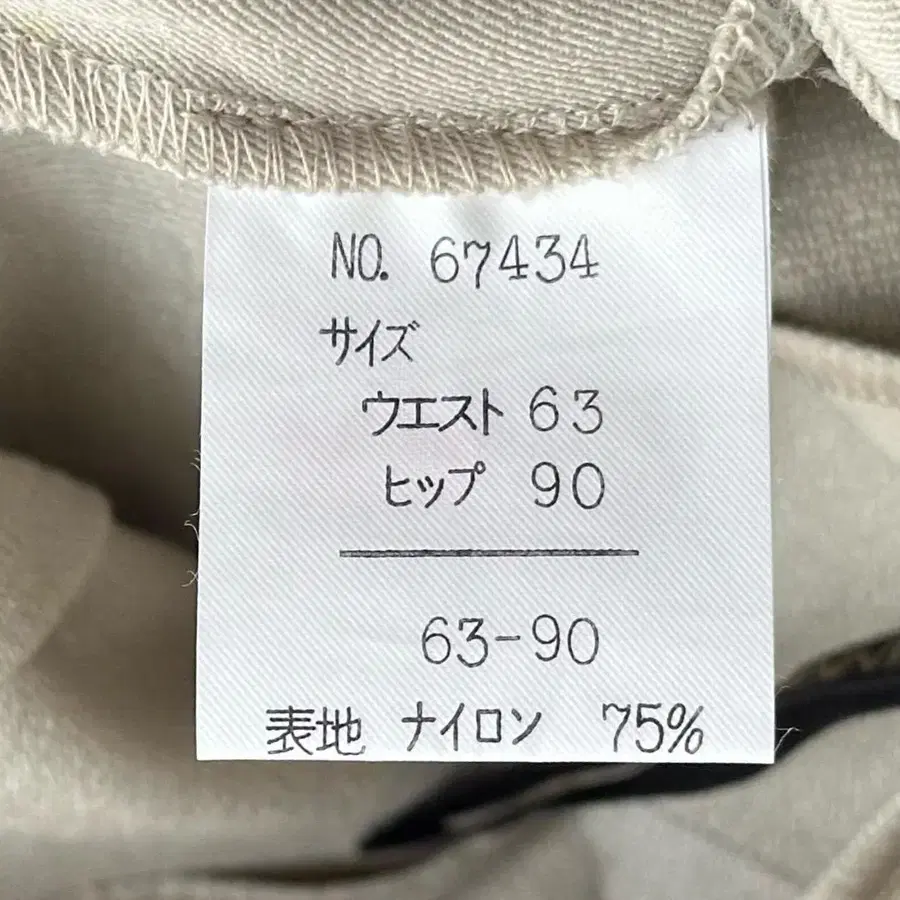 NO. 67434
サイズ
ウエスト 63
ヒップ 90
63-90
表地 ナイロン 75%